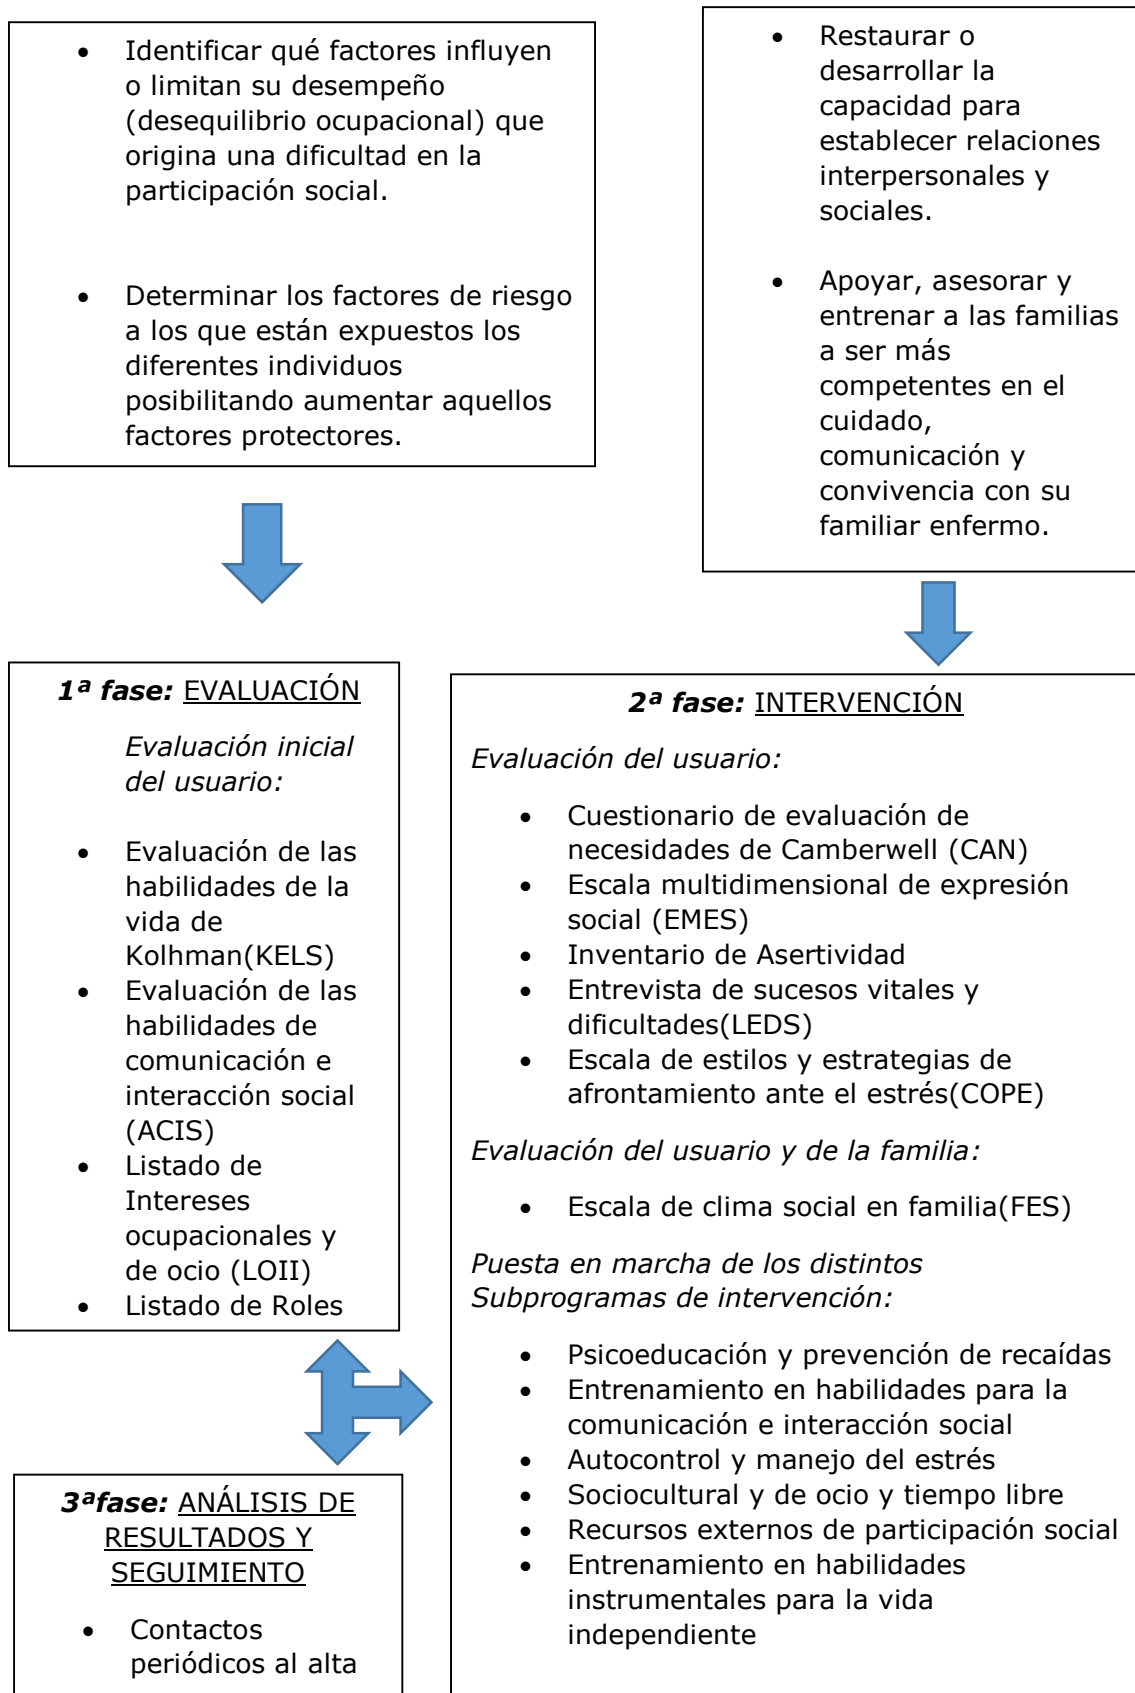 • Identificar qué factores influyen
o limitan su desempeño
(desequilibrio ocupacional) que
origina una dificultad en la
participación social.
• Determinar los factores de riesgo
a los que están expuestos los
diferentes individuos
posibilitando aumentar aquellos
factores protectores.
• Restaurar o
desarrollar la
capacidad para
establecer relaciones
interpersonales y
sociales.
• Apoyar, asesorar y
entrenar a las familias
a ser más
competentes en el
cuidado,
comunicación y
convivencia con su
familiar enfermo.
1ª fase: EVALUACIÓN
Evaluación inicial
del usuario:
• Evaluación de las
habilidades de la
vida de
Kolhman(KELS)
• Evaluación de las
habilidades de
comunicación e
interacción social
(ACIS)
• Listado de
Intereses
ocupacionales y
de ocio (LOII)
• Listado de Roles
2ª fase: INTERVENCIÓN
Evaluación del usuario:
• Cuestionario de evaluación de
necesidades de Camberwell (CAN)
• Escala multidimensional de expresión
social (EMES)
• Inventario de Asertividad
• Entrevista de sucesos vitales y
dificultades(LEDS)
• Escala de estilos y estrategias de
afrontamiento ante el estrés(COPE)
Evaluación del usuario y de la familia:
• Escala de clima social en familia(FES)
Puesta en marcha de los distintos
Subprogramas de intervención:
• Psicoeducación y prevención de recaídas
• Entrenamiento en habilidades para la
comunicación e interacción social
• Autocontrol y manejo del estrés
• Sociocultural y de ocio y tiempo libre
• Recursos externos de participación social
• Entrenamiento en habilidades
instrumentales para la vida
independiente
3ªfase: ANÁLISIS DE
RESULTADOS Y
SEGUIMIENTO
• Contactos
periódicos al alta